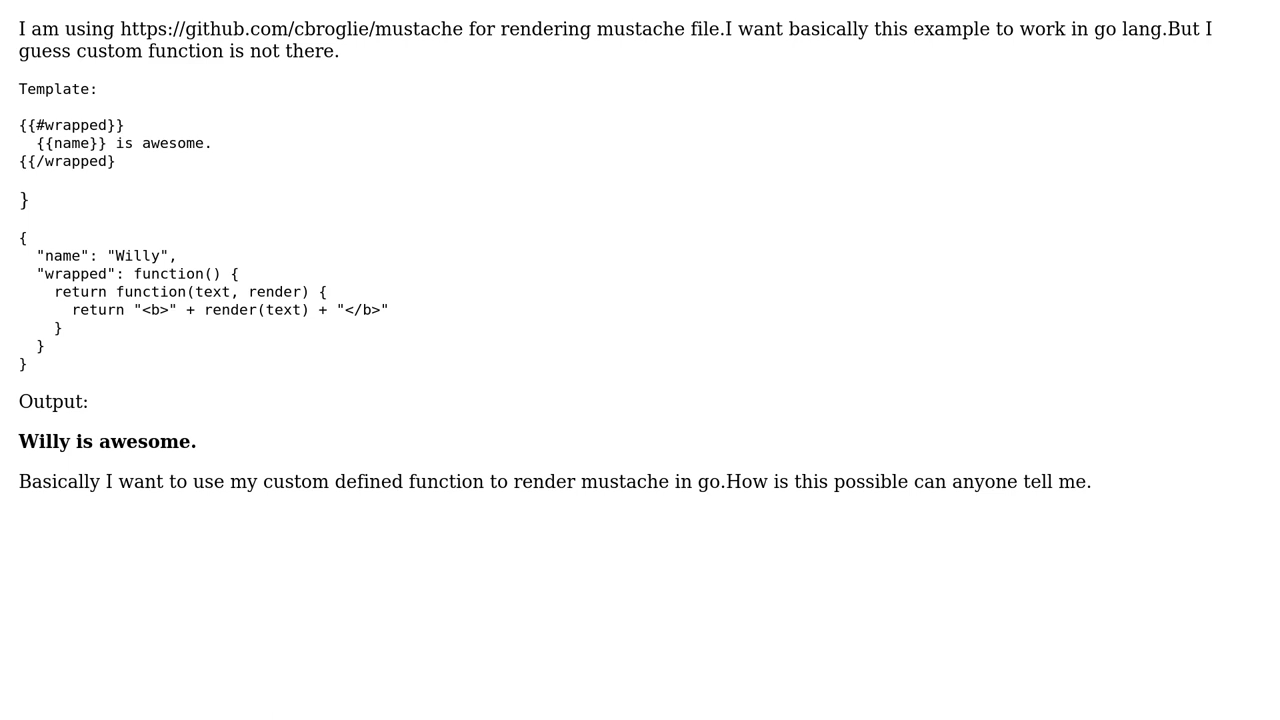 I am using https://github.com/cbroglie/mustache for rendering mustache file.I want basically this example to work in go lang.But I
guess custom function is not there.
Template:
{{#wrapped}}
  {{name}} is awesome.
{{/wrapped}
}
{
  "name": "Willy",
  "wrapped": function() {
    return function(text, render) {
      return "<b>" + render(text) + "</b>"
    }
  }
}
Output:
Willy is awesome.
Basically I want to use my custom defined function to render mustache in go.How is this possible can anyone tell me.